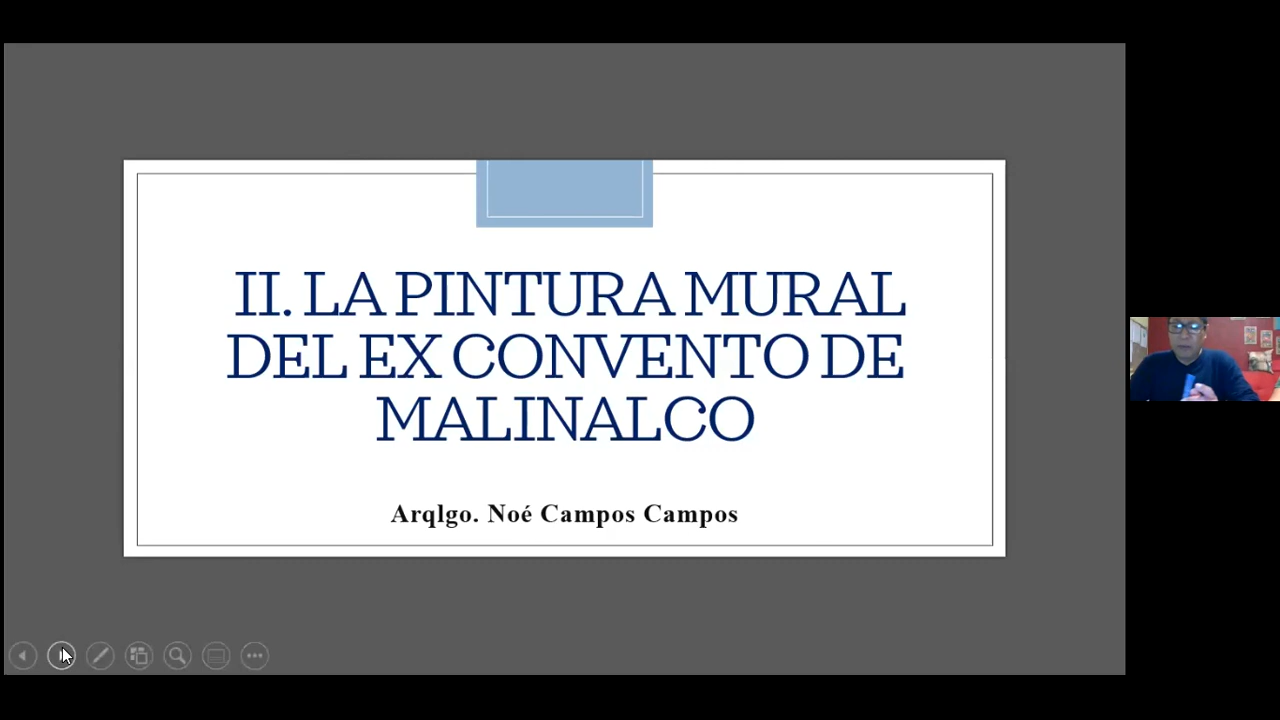 II. LA PINTURA MURAL
DEL EX CONVENTO DE
MALINALCO
Arqlgo. Noé Campos Campos